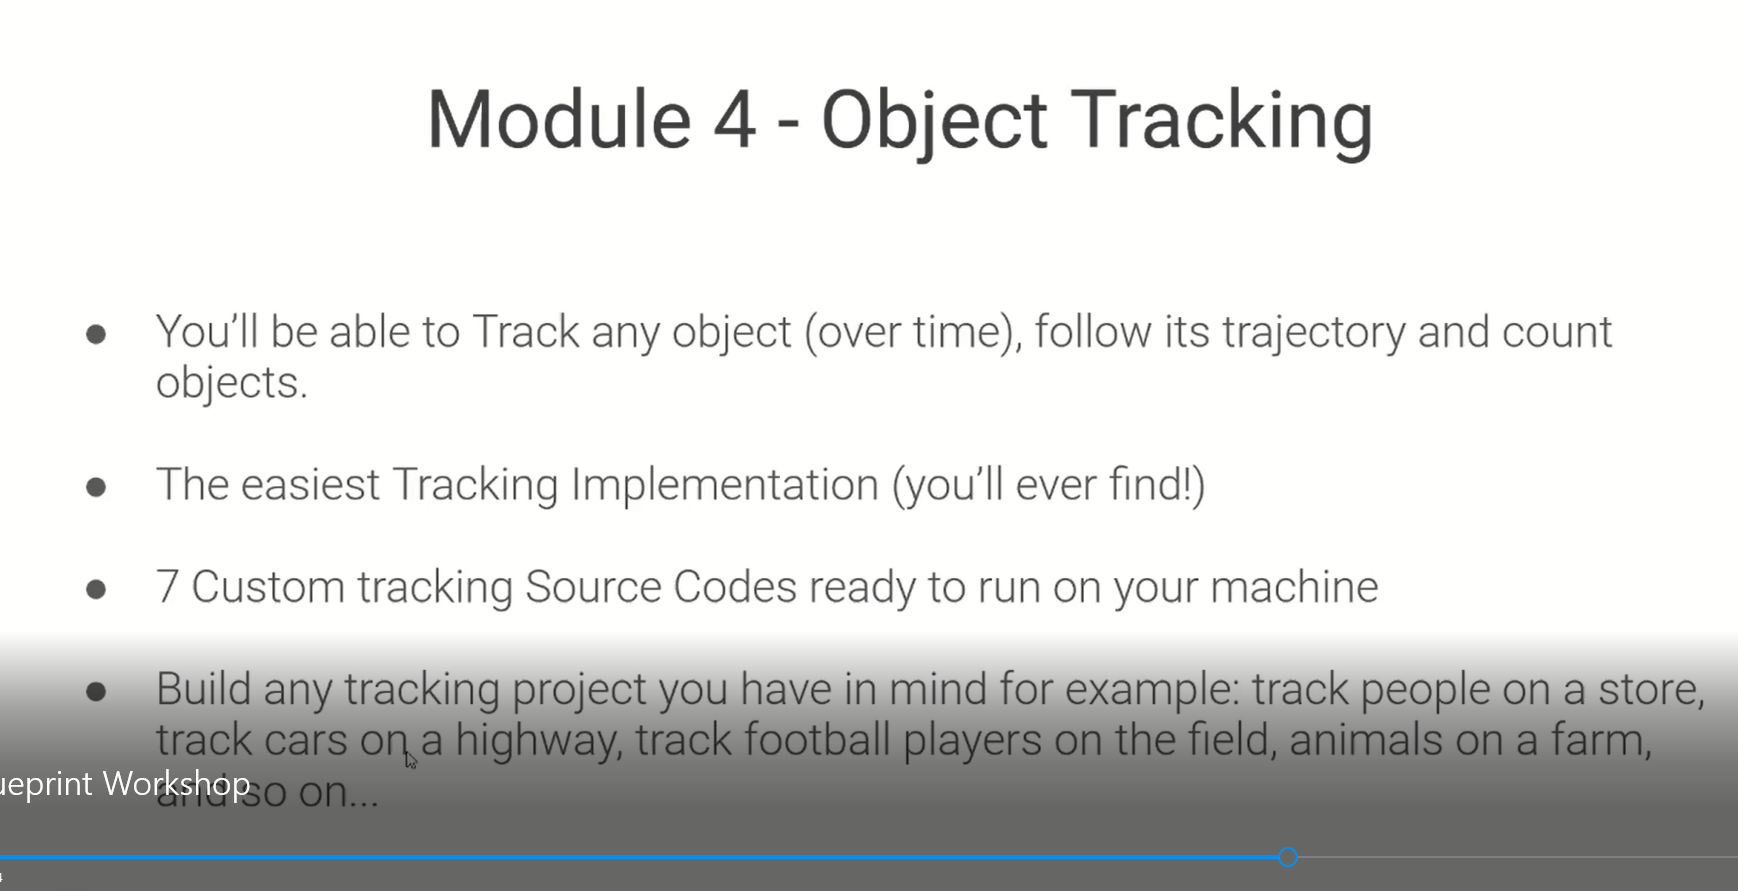 Module 4 - Object Tracking
● You'll be able to Track any object (over time), follow its trajectory and count
objects.
● The easiest Tracking Implementation (you'll ever find!)
● 7 Custom tracking Source Codes ready to run on your machine
● Build any tracking project you have in mind for example: track people on a store,
track cars on a highway, track football players on the field, animals on a farm,
and so on...
ueprint Workshop